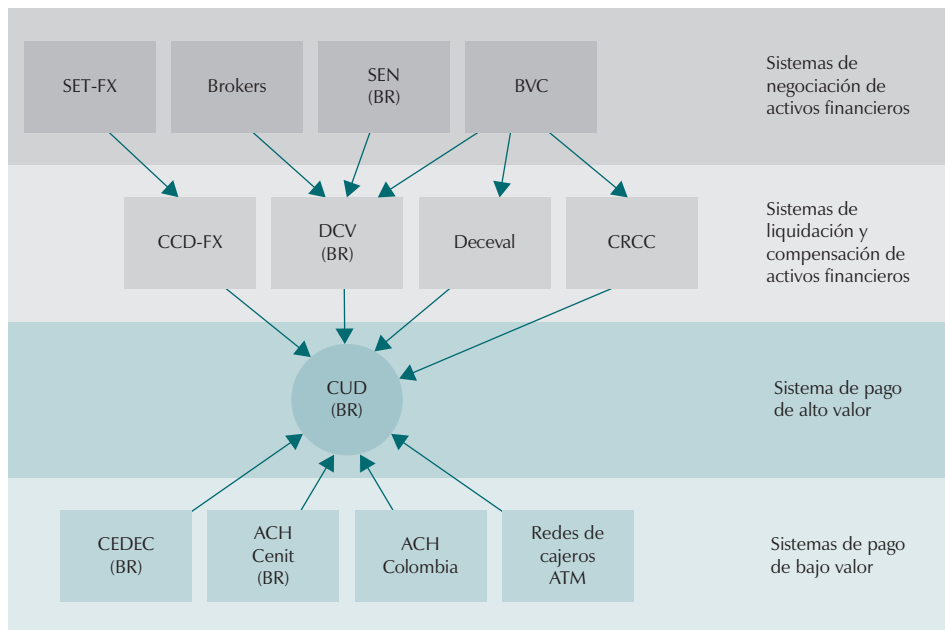 SET-FX
Brokers
SEN
(BR)
BVC
Sistemas de
negociación de
activos financieros
CCD-FX
DCV
(BR)
Deceval
CRCC
Sistemas de
liquidación y
compensación de
activos financieros
CUD
(BR)
Sistema de pago
de alto valor
CEDEC
(BR)
ACH
Cenit
(BR)
ACH
Colombia
Redes de
cajeros
ATM
Sistemas de pago
de bajo valor